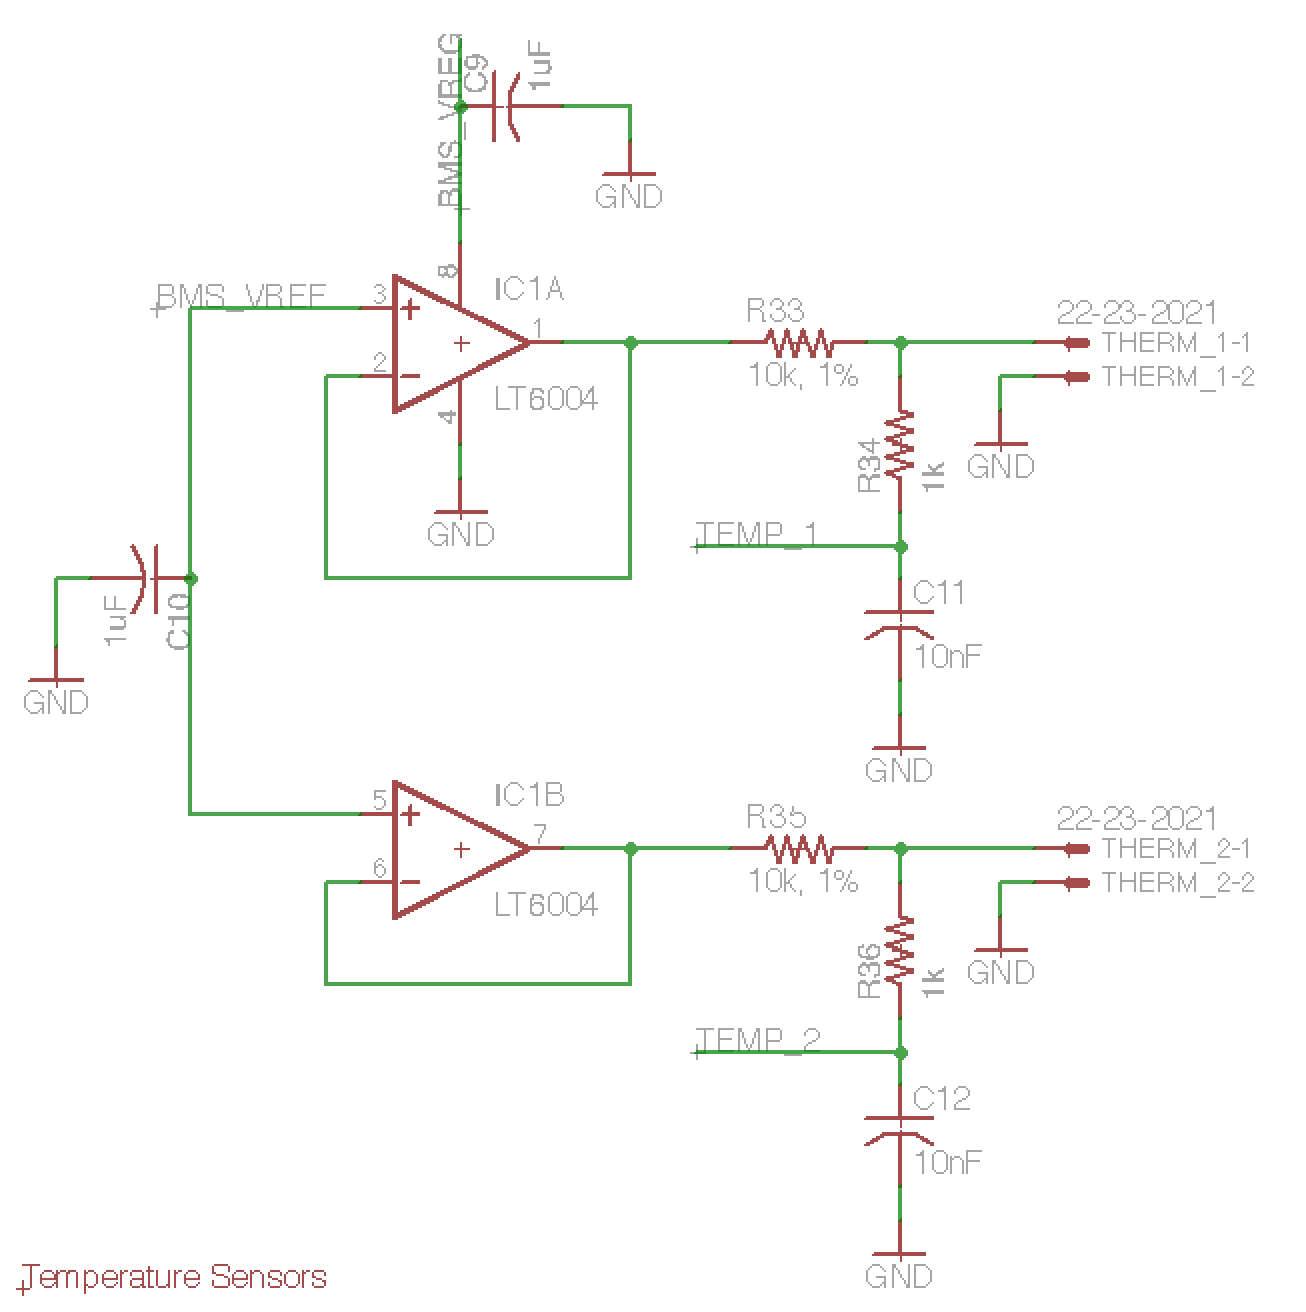 BMS_VREG
C9
1uF
GND
8
BMS_VREF
3
IC1A
1
2
LT6004
4
GND
R33
10k, 1%
22-23-2021
THERM_1-1
THERM_1-2
GND
R34
1k
TEMP_1
C11
10nF
GND
1uF
C10
GND
5
IC1B
7
6
LT6004
R35
10k, 1%
22-23-2021
THERM_2-1
THERM_2-2
GND
R36
1k
TEMP_2
C12
10nF
GND
Temperature Sensors